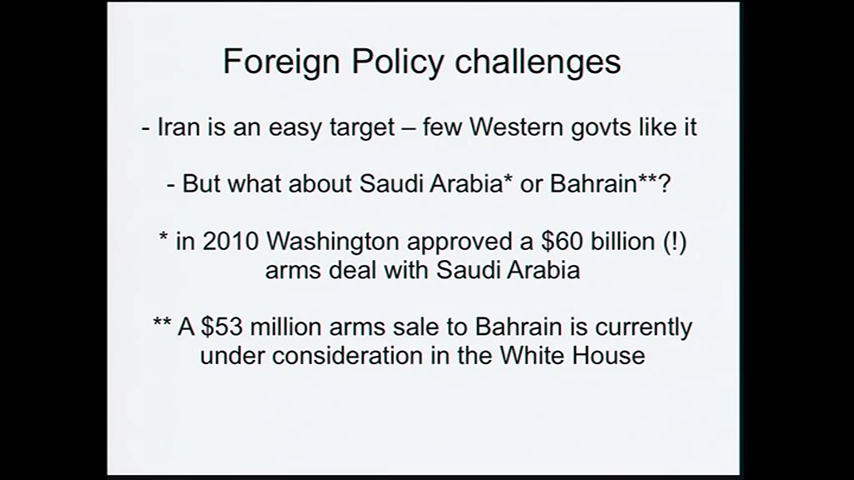 Foreign Policy challenges
- Iran is an easy target – few Western govts like it
- But what about Saudi Arabia* or Bahrain**?
* in 2010 Washington approved a $60 billion (!)
arms deal with Saudi Arabia
** A $53 million arms sale to Bahrain is currently
under consideration in the White House